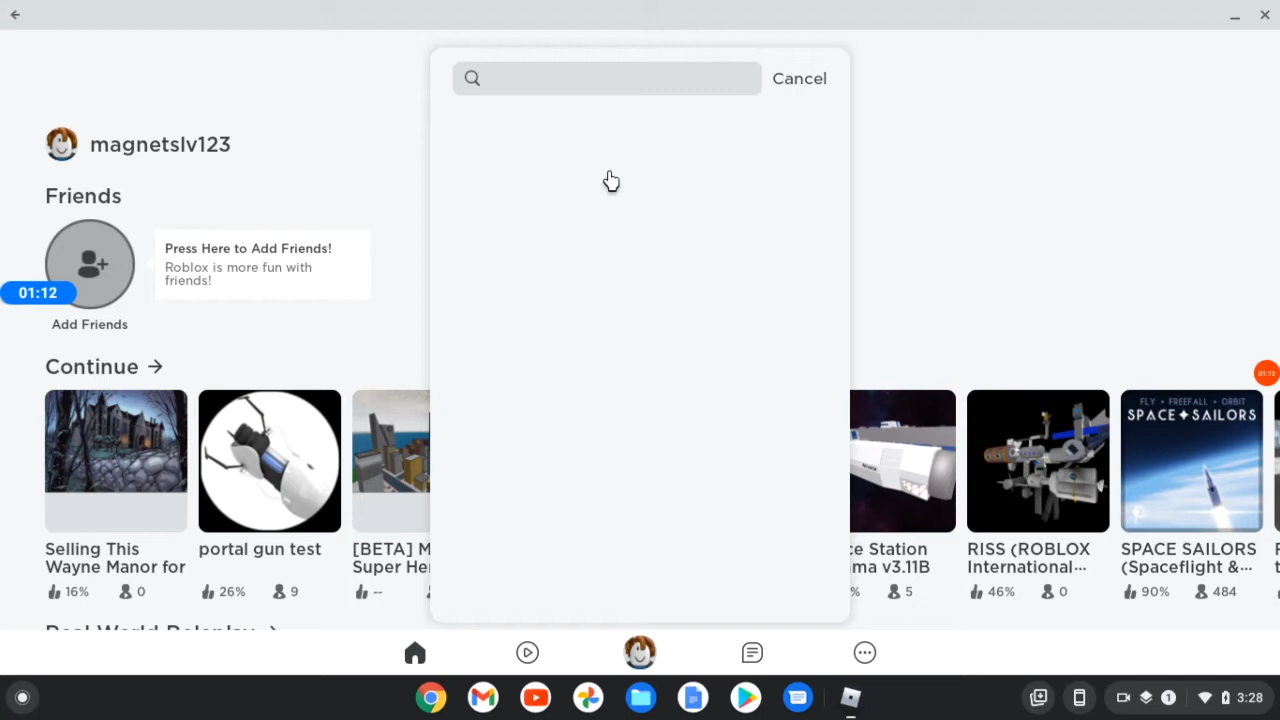 Cancel
magnetslv123
Friends
Press Here to Add Friends!
Roblox is more fun with
friends!
01:12
Add Friends
Continue →
01:12
FLY • FREEFALL • ORBIT
SPACE SAILORS
Selling This
Wayne Manor for
16% 0
portal gun test
26% 9
[BETA] M
Super He
--
ce Station
ma v3.11B
% 5
RISS (ROBLOX
International...
46% 0
SPACE SAILORS
(Spaceflight &...
90% 484
1 3:28